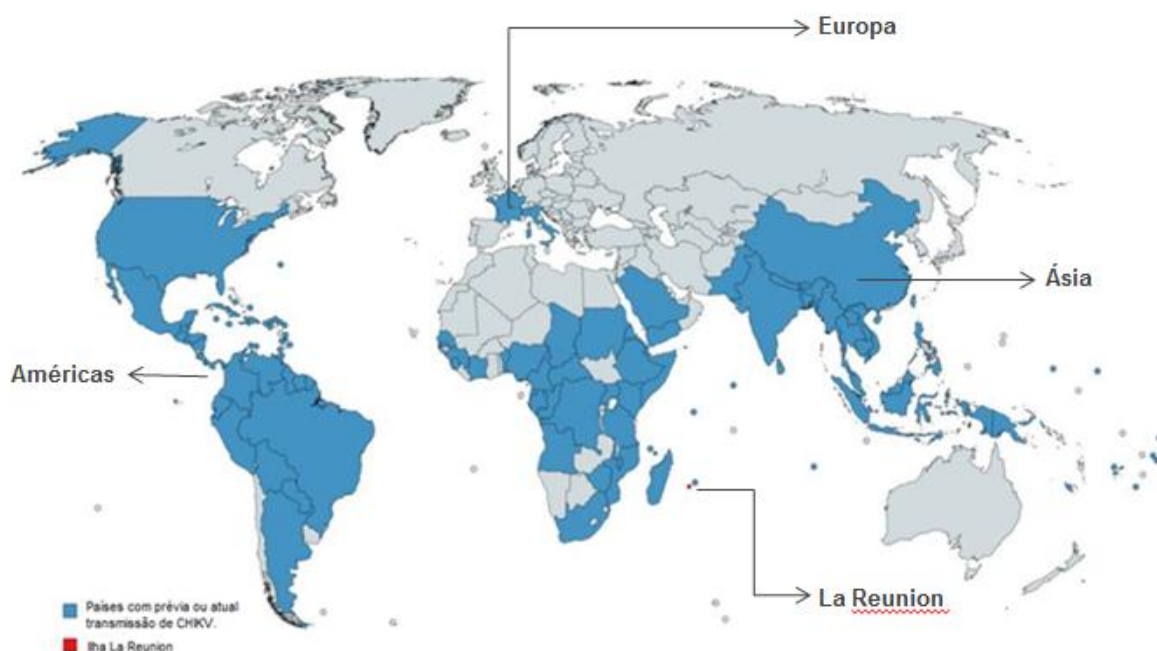 Europa
Ásia
Américas
La Reunion
Países com prévia ou atual
transmissão de CHIKV.
Ilha La Reunion